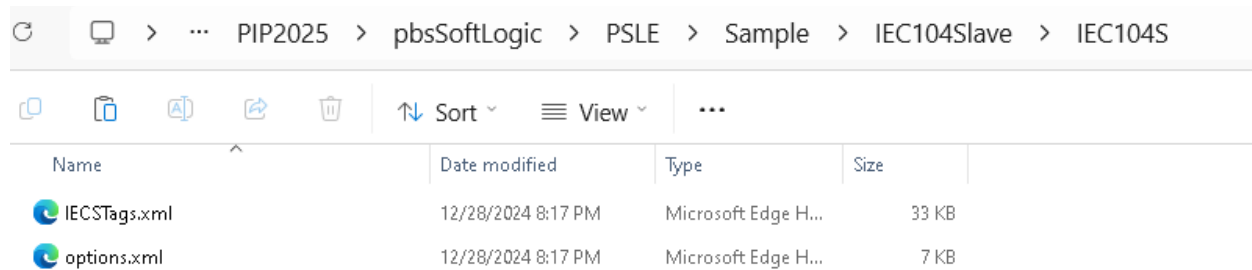 ··· PIP2025 > pbsSoftLogic > PSLE > Sample > IEC104Slave > IEC104S
Sort View ···
Name Date modified Type Size
IECSTags.xml 12/28/2024 8:17 PM Microsoft Edge H... 33 KB
options.xml 12/28/2024 8:17 PM Microsoft Edge H... 7 KB